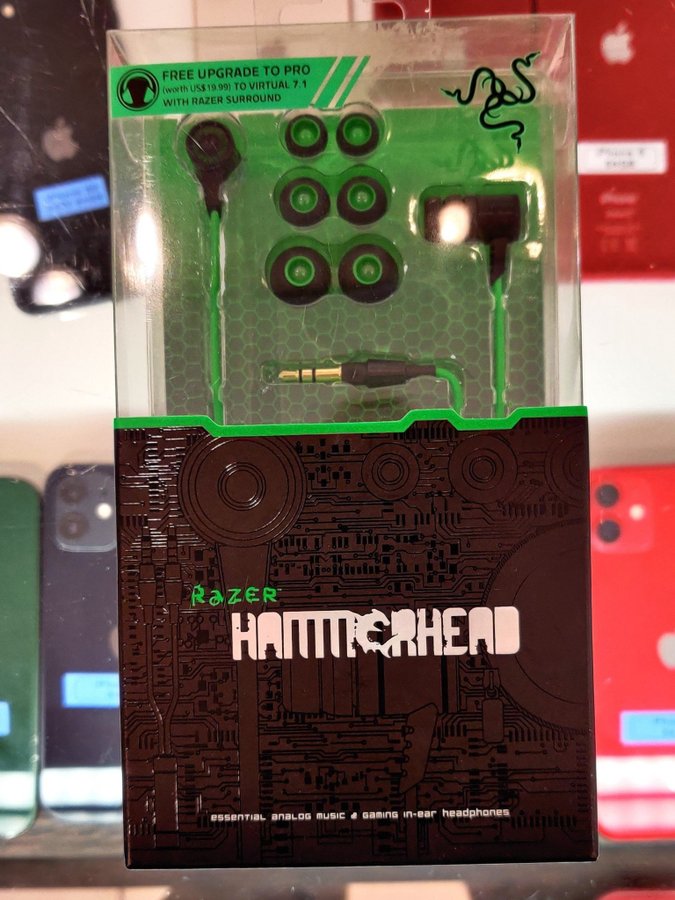 FREE UPGRADE TO PRO
(worth US$19.99) TO VIRTUAL 7.1
WITH RAZER SURROUND
RAZER
HAMMERHEAD
essential analog music & gaming in-ear headphones